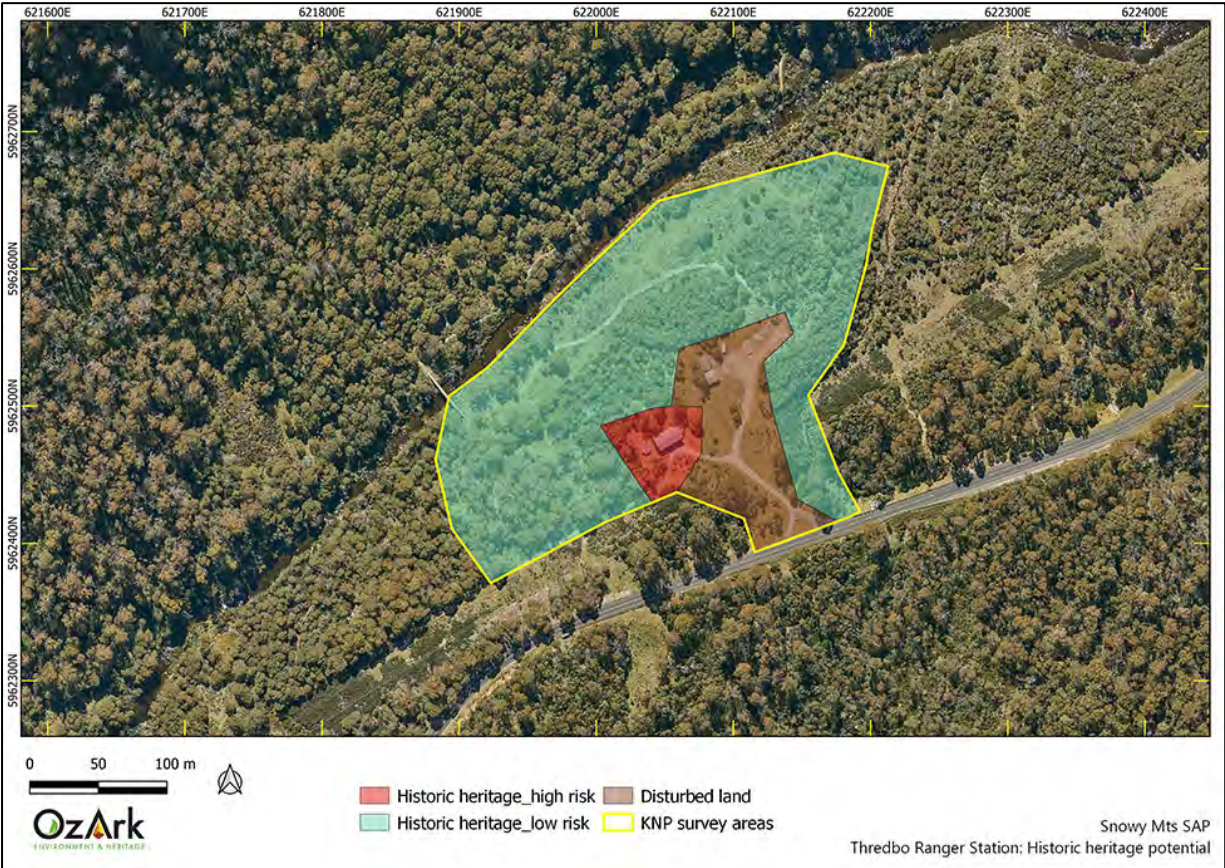 621600E 621700E 621800E 621900E 622000E 622100E 622200E 622300E 622400E
5962700N
5962600N
5962500N
5962400N
5962300N
0 50 100 m
OzArk
ENVIRONMENT & HERITAGE
Historic heritage_high risk
Disturbed land
Historic heritage_low risk
KNP survey areas
Snowy Mts SAP
Thredbo Ranger Station: Historic heritage potential